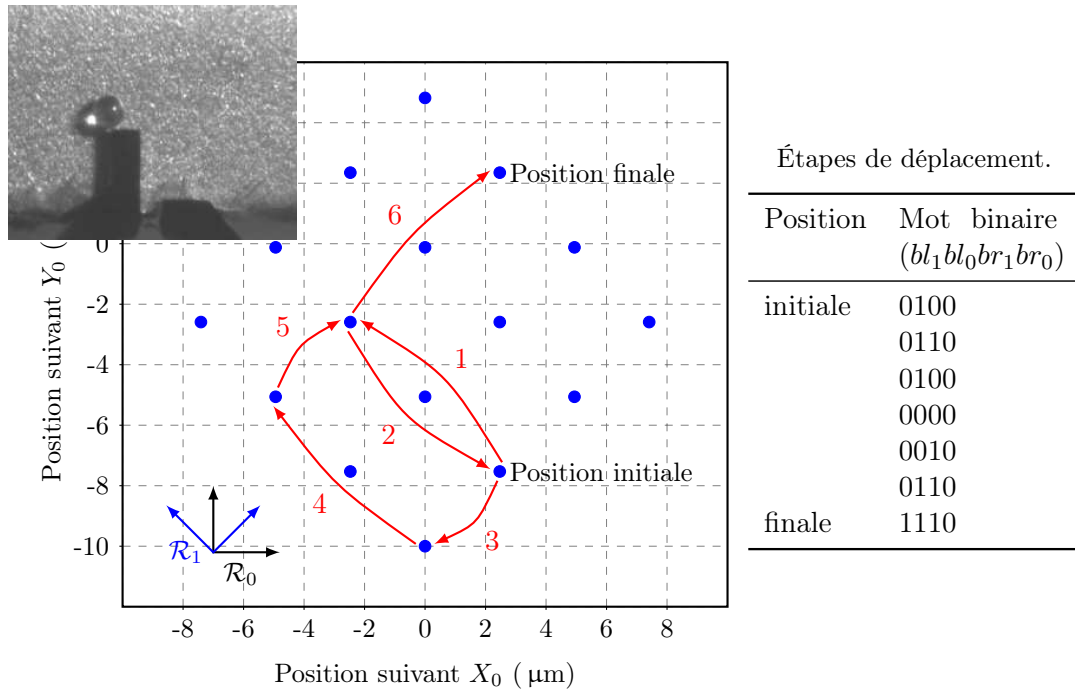 Position finale
6
0
-2
-4
-6
-8
-10
Position suivant Y₀ (
5
1
2
4
3
Position initiale
R₁
R₀
-8 -6 -4 -2 0 2 4 6 8
Position suivant X₀ ( µm)
Étapes de déplacement.
Position Mot binaire
(bl₁bl₀br₁br₀)
initiale 0100
0110
0100
0000
0010
0110
finale 1110